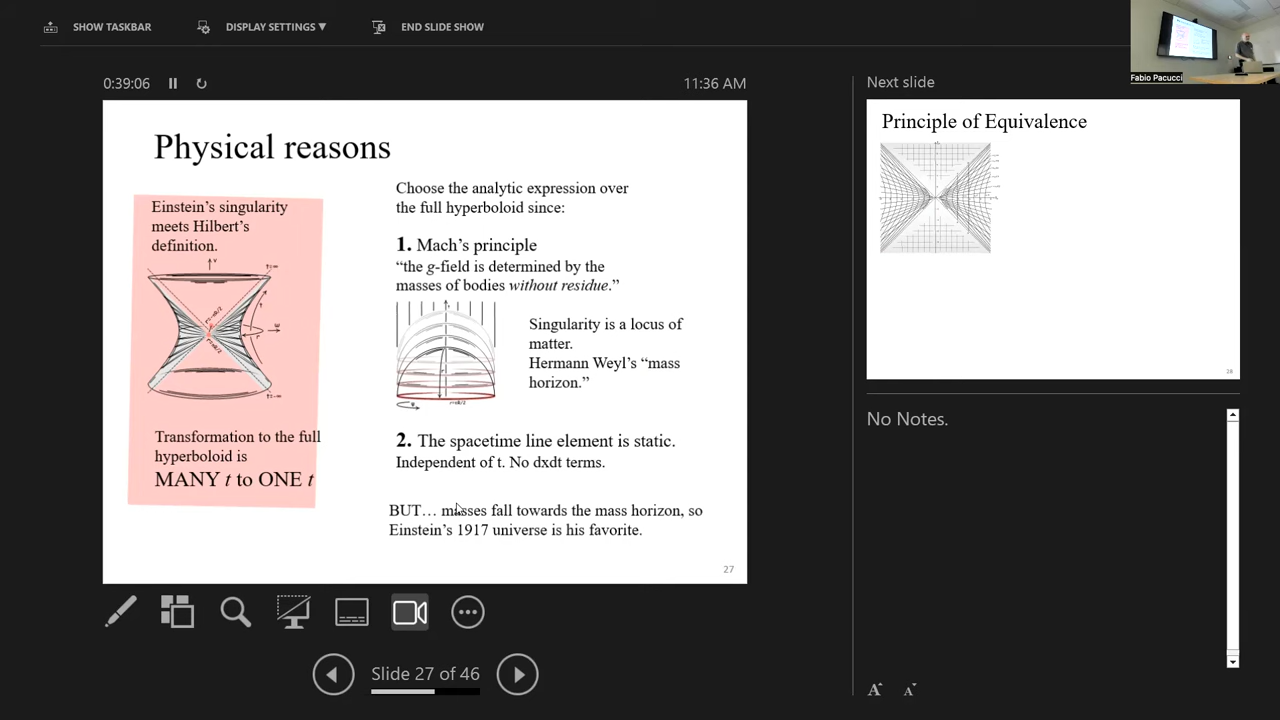 SHOW TASKBAR
DISPLAY SETTINGS ▼
END SLIDE SHOW
0:39:06
11:36 AM
Physical reasons
Einstein's singularity
meets Hilbert's
definition.
Transformation to the full
hyperboloid is
MANY t to ONE t
Choose the analytic expression over
the full hyperboloid since:
1. Mach's principle
“the g-field is determined by the
masses of bodies without residue.”
Singularity is a locus of
matter.
Hermann Weyl's “mass
horizon.”
2. The spacetime line element is static.
Independent of t. No dxdt terms.
BUT… masses fall towards the mass horizon, so
Einstein's 1917 universe is his favorite.
27
Slide 27 of 46
Next slide
Principle of Equivalence
28
No Notes.
A A
Fabio Pacucci